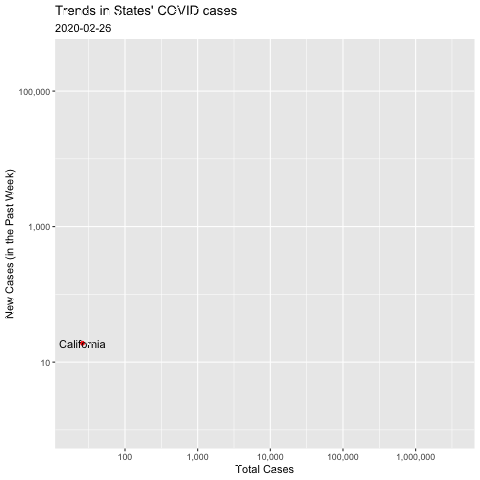 Trends in States' COVID cases
2020-02-26
100,000
New Cases (in the Past Week)
1,000
California
10
100
1,000
10,000
100,000
1,000,000
Total Cases